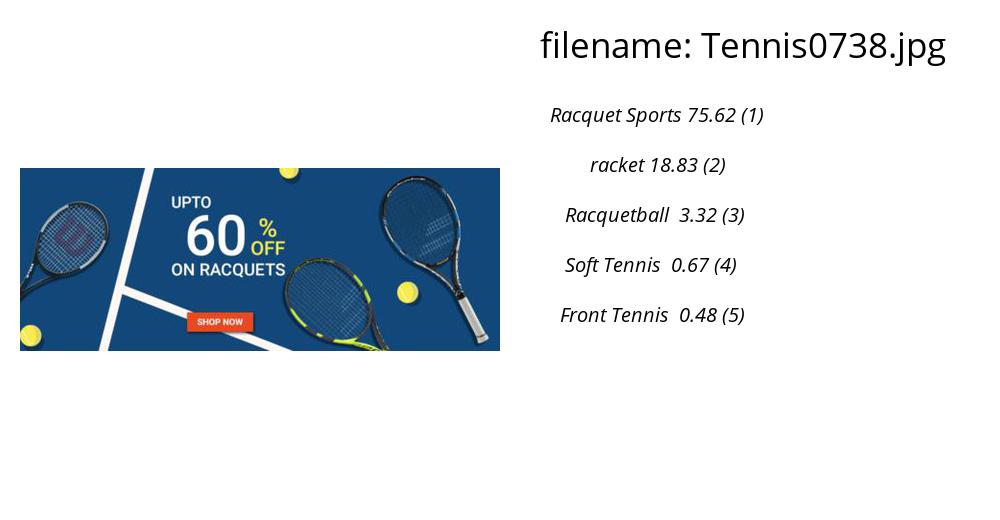 filename: Tennis0738.jpg
Racquet Sports 75.62 (1)
racket 18.83 (2)
Racquetball 3.32 (3)
Soft Tennis 0.67 (4)
Front Tennis 0.48 (5)
UPTO
60 % OFF
ON RACQUETS
SHOP NOW